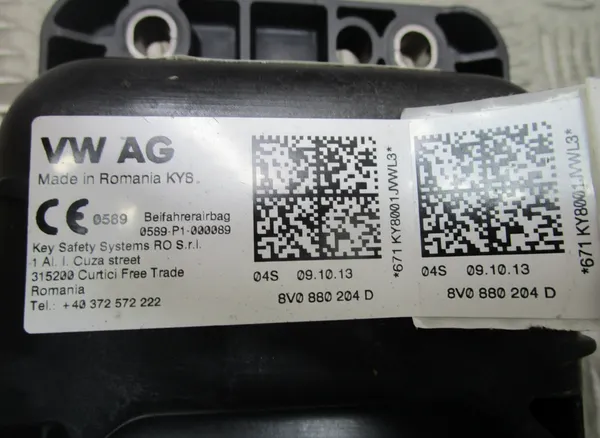 VW AG
Made in Romania KYS.
CE 0589 Beifahrerairbag
0589-P1-000089
Key Safety Systems RO S.r.l.
1 Al. I. Cuza street
315200 Curtici Free Trade
Romania
Tel.: +40 372 572 222
04S 09.10.13
8V0 880 204 D
*671 KY8001JVWL3*
04S 09.10.13
8V0 880 204 D
*671 KY8001JVWL3*